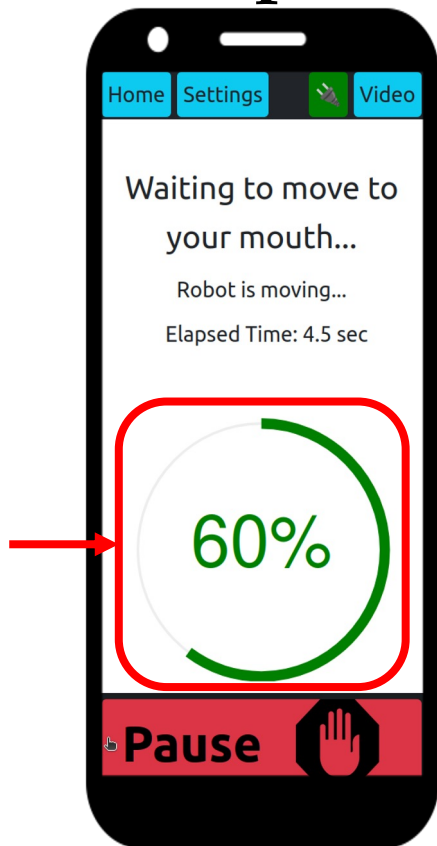 Home Settings Video
Waiting to move to
your mouth...
Robot is moving...
Elapsed Time: 4.5 sec
60%
Pause